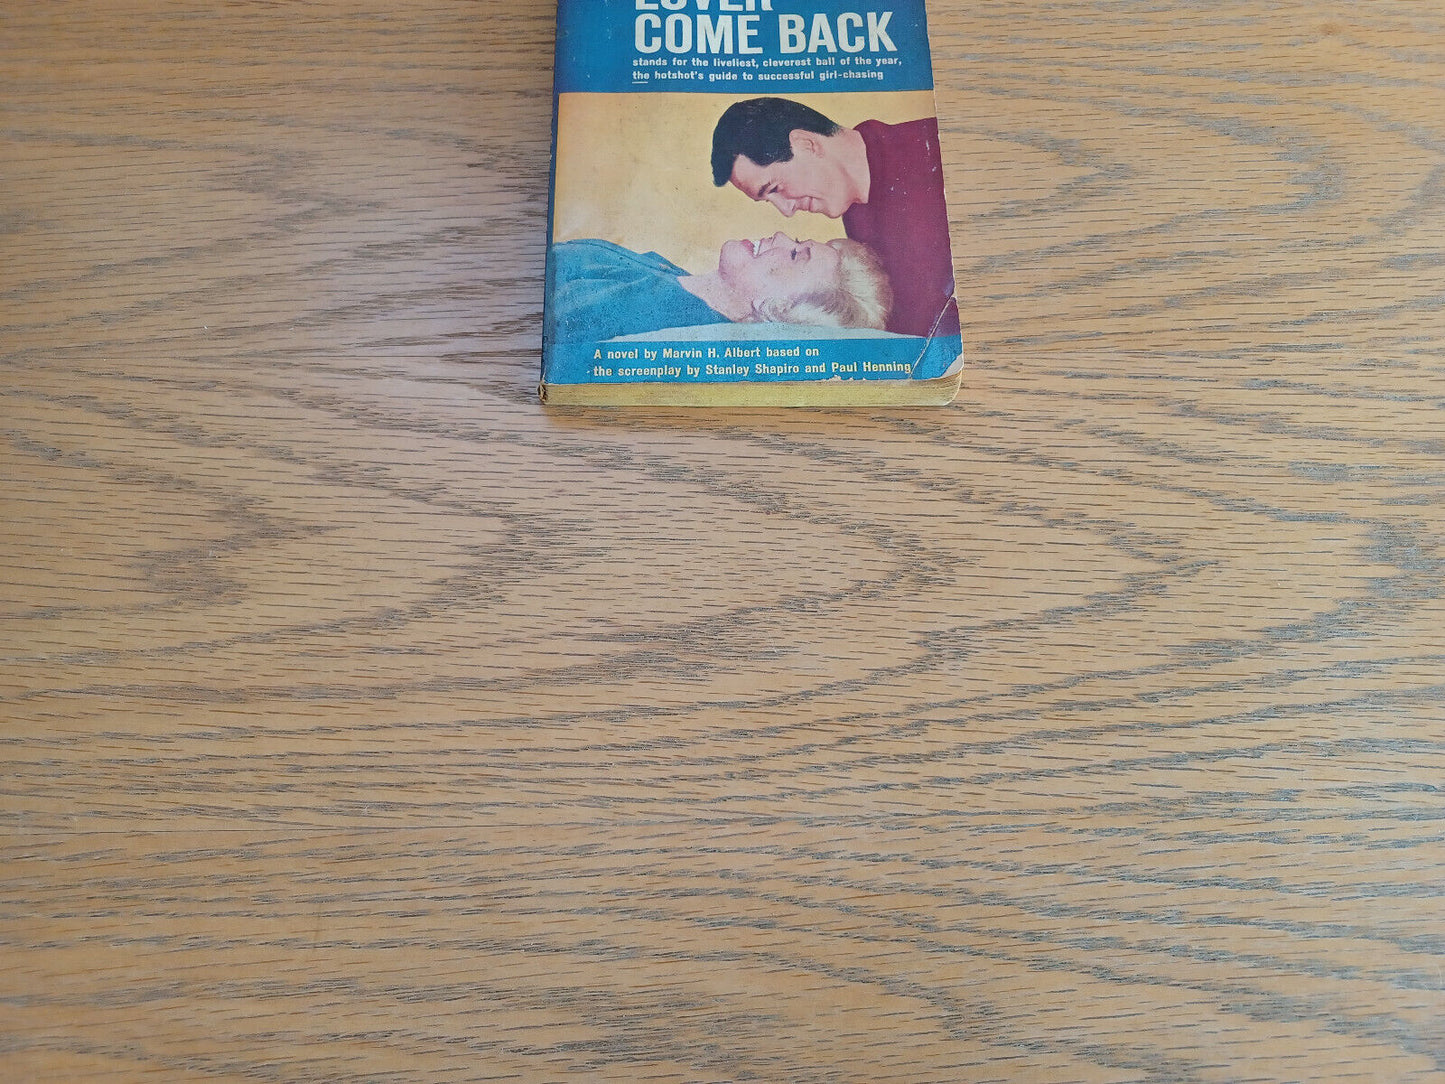 LOVER
COME BACK
stands for the liveliest, cleverest ball of the year,
the hotshot's guide to successful girl-chasing
A novel by Marvin H. Albert based on
the screenplay by Stanley Shapiro and Paul Henning